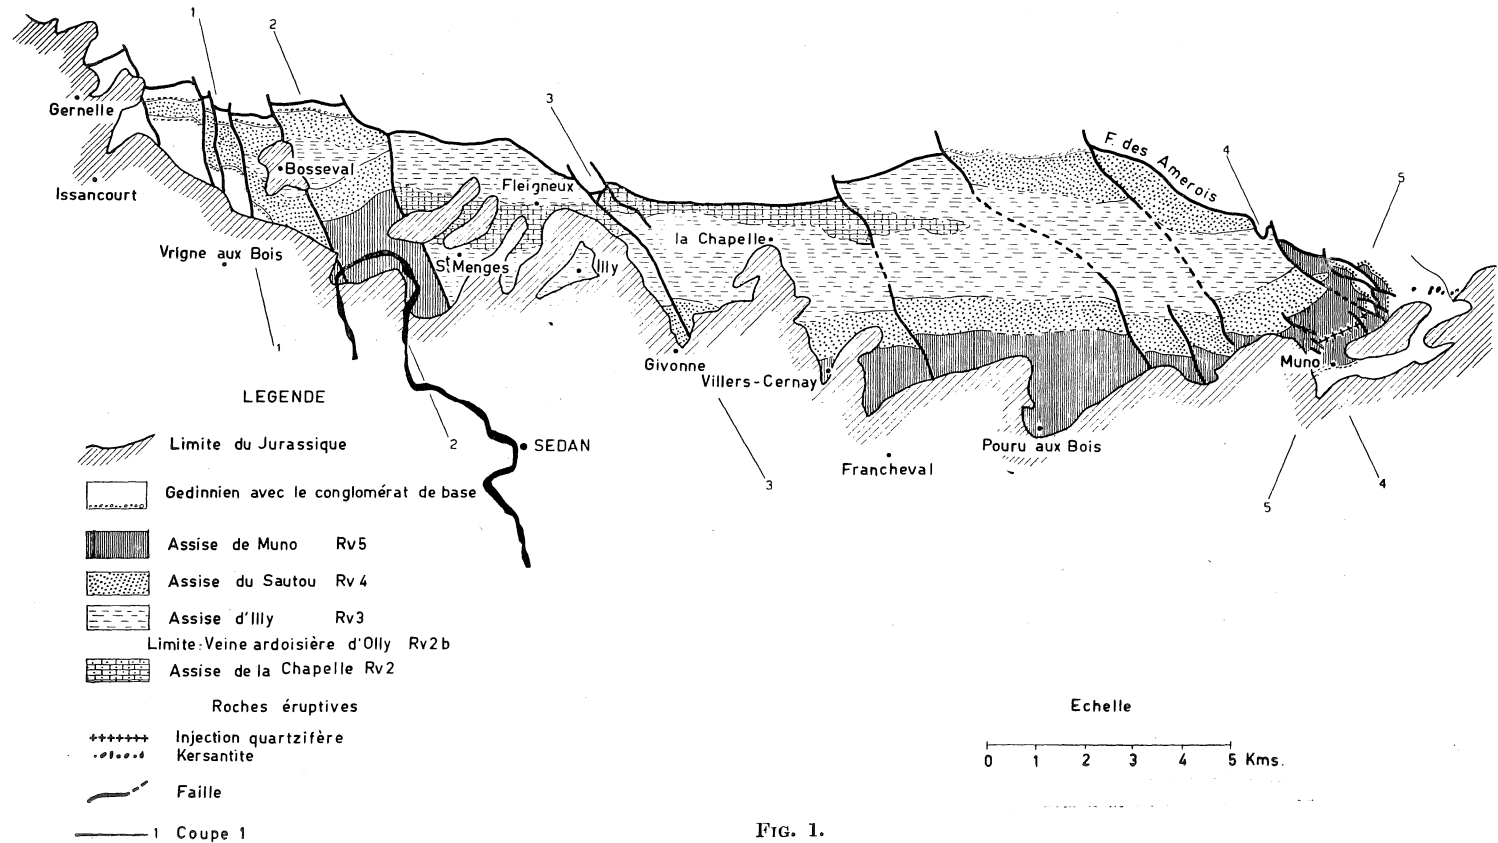 1
2
3
4
5
Gernelle
Issancourt
Bosseval
Vrigne aux Bois
Fleigneux
St Menges
Illy
la Chapelle
F. des Amerois
Givonne
Villers-Cernay
Muno
Pouru aux Bois
Francheval
SEDAN
1
2
3
4
5
LEGENDE
Limite du Jurassique
Gedinnien avec le conglomérat de base
Assise de Muno Rv5
Assise du Sautou Rv4
Assise d'Illy Rv3
Limite: Veine ardoisière d'Olly Rv2b
Assise de la Chapelle Rv2
Roches éruptives
Injection quartzifère
Kersantite
Faille
1 Coupe 1
Echelle
0 1 2 3 4 5 Kms.
FIG. 1.